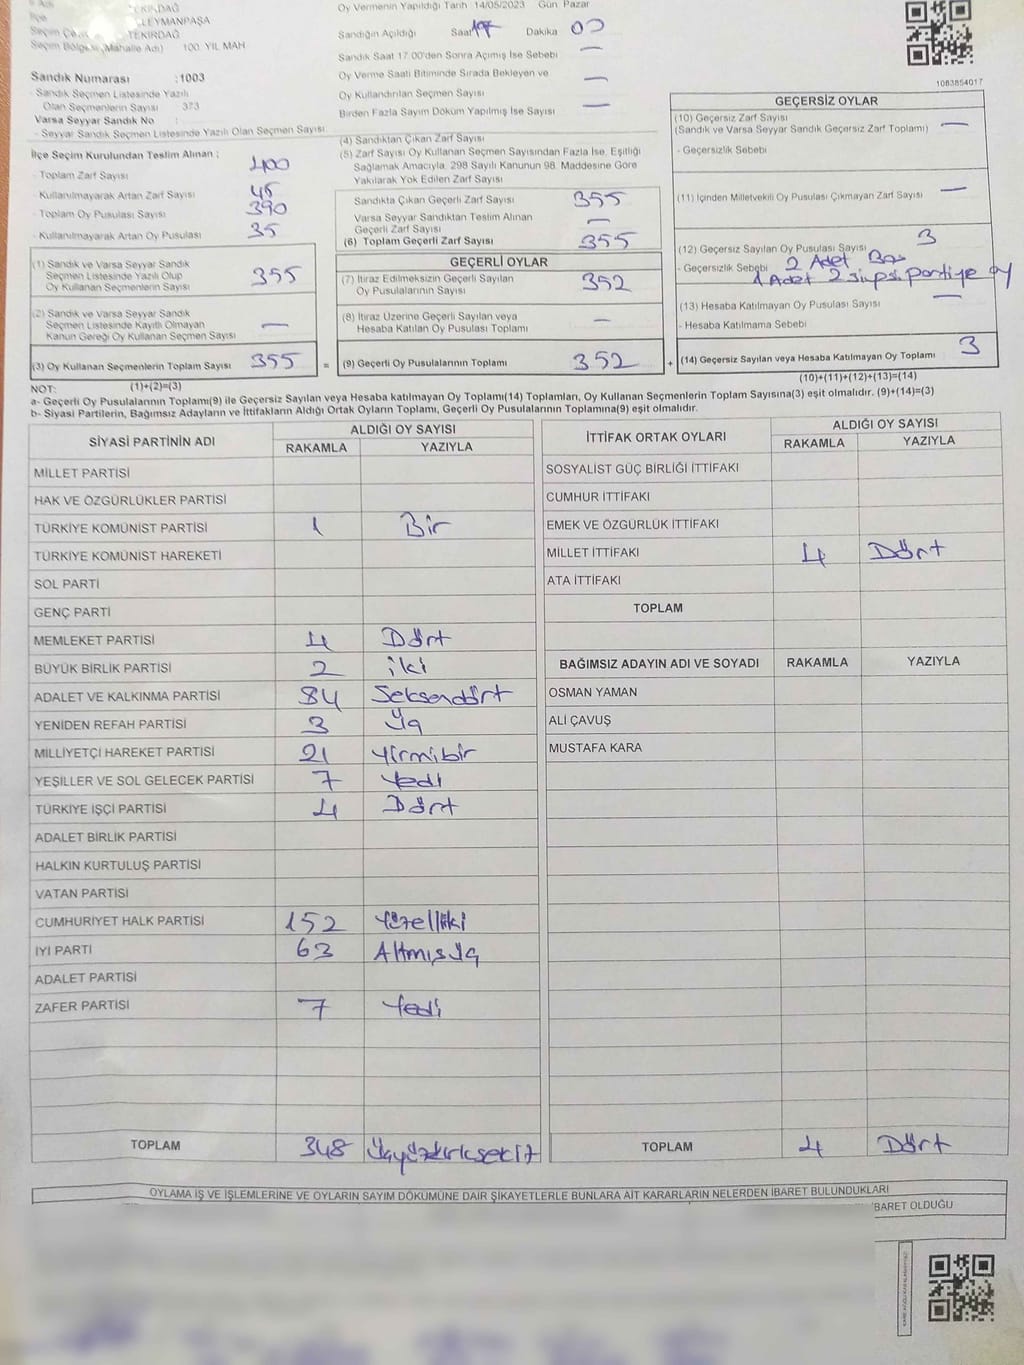 TEKİRDAĞ
İlçe
SÜLEYMANPAŞA
TEKİRDAĞ
Seçim Bölgesi (Mahalle Adı) 100. YIL MAH
Sandık Numarası : 1003
- Sandık Seçmen Listesinde Yazılı
Olan Seçmenlerin Sayısı 373
Varsa Seyyar Sandık No
- Seyyar Sandık Seçmen Listesinde Yazılı Olan Seçmen Sayısı
İlçe Seçim Kurulundan Teslim Alınan ;
- Toplam Zarf Sayısı 400
- Kullanılmayarak Artan Zarf Sayısı 45
- Toplam Oy Pusulası Sayısı 390
- Kullanılmayarak Artan Oy Pusulası 35
(1) Sandık ve Varsa Seyyar Sandık
Seçmen Listesinde Yazılı Olup
Oy Kullanan Seçmenlerin Sayısı 355
(2) Sandık ve Varsa Seyyar Sandık
Seçmen Listesinde Kayıtlı Olmayan
Kanun Gereği Oy Kullanan Seçmen Sayısı —
(3) Oy Kullanan Seçmenlerin Toplam Sayısı 355 =
Oy Vermenin Yapıldığı Tarih 14/05/2023 Gün Pazar
Sandığın Açıldığı Saat 17 Dakika 00
Sandık Saat 17:00'den Sonra Açımış İse Sebebi —
Oy Verme Saati Bitiminde Sırada Bekleyen ve
Oy Kullandırılan Seçmen Sayısı —
Birden Fazla Sayım Döküm Yapılmış İse Sayısı —
(4) Sandıktan Çıkan Zarf Sayısı
(5) Zarf Sayısı Oy Kullanan Seçmen Sayısından Fazla İse, Eşitliği
Sağlamak Amacıyla, 298 Sayılı Kanunun 98. Maddesine Göre
Yakılarak Yok Edilen Zarf Sayısı
Sandıkta Çıkan Geçerli Zarf Sayısı 355
Varsa Seyyar Sandıktan Teslim Alınan
Geçerli Zarf Sayısı —
(6) Toplam Geçerli Zarf Sayısı 355
GEÇERLİ OYLAR
(7) İtiraz Edilmeksizin Geçerli Sayılan
Oy Pusulalarının Sayısı 352
(8) İtiraz Üzerine Geçerli Sayılan veya
Hesaba Katılan Oy Pusulası Toplamı —
(9) Geçerli Oy Pusulalarının Toplamı 352 +
1083854017
GEÇERSİZ OYLAR
(10) Geçersiz Zarf Sayısı —
(Sandık ve Varsa Seyyar Sandık Geçersiz Zarf Toplamı)
- Geçersizlik Sebebi
(11) İçinden Milletvekili Oy Pusulası Çıkmayan Zarf Sayısı —
(12) Geçersiz Sayılan Oy Pusulası Sayısı 3
- Geçersizlik Sebebi 2 Adet Boş
1 Adet 2 partiye oy
(13) Hesaba Katılmayan Oy Pusulası Sayısı —
- Hesaba Katılmama Sebebi
(14) Geçersiz Sayılan veya Hesaba Katılmayan Oy Toplamı 3
NOT: (1)+(2)=(3)
(10)+(11)+(12)+(13)=(14)
a- Geçerli Oy Pusulalarının Toplamı(9) ile Geçersiz Sayılan veya Hesaba katılmayan Oy Toplamı(14) Toplamları, Oy Kullanan Seçmenlerin Toplam Sayısına(3) eşit olmalıdır. (9)+(14)=(3)
b- Siyasi Partilerin, Bağımsız Adayların ve İttifakların Aldığı Ortak Oyların Toplamı, Geçerli Oy Pusulalarının Toplamına(9) eşit olmalıdır.
SİYASİ PARTİNİN ADI
ALDIĞI OY SAYISI
RAKAMLA YAZIYLA
MİLLET PARTİSİ
HAK VE ÖZGÜRLÜKLER PARTİSİ
TÜRKİYE KOMÜNİST PARTİSİ 1 Bir
TÜRKİYE KOMÜNİST HAREKETİ
SOL PARTİ
GENÇ PARTİ
MEMLEKET PARTİSİ 4 Dört
BÜYÜK BİRLİK PARTİSİ 2 iki
ADALET VE KALKINMA PARTİSİ 84 Seksendört
YENİDEN REFAH PARTİSİ 3 Üç
MİLLİYETÇİ HAREKET PARTİSİ 21 Yirmibir
YEŞİLLER VE SOL GELECEK PARTİSİ 7 Yedi
TÜRKİYE İŞÇİ PARTİSİ 4 Dört
ADALET BİRLİK PARTİSİ
HALKIN KURTULUŞ PARTİSİ
VATAN PARTİSİ
CUMHURİYET HALK PARTİSİ 152 Yüzelliiki
İYİ PARTİ 63 Altmışüç
ADALET PARTİSİ
ZAFER PARTİSİ 7 Yedi
TOPLAM 348 Üçyüzkırksekiz
İTTİFAK ORTAK OYLARI
ALDIĞI OY SAYISI
RAKAMLA YAZIYLA
SOSYALİST GÜÇ BİRLİĞİ İTTİFAKI
CUMHUR İTTİFAKI
EMEK VE ÖZGÜRLÜK İTTİFAKI
MİLLET İTTİFAKI 4 Dört
ATA İTTİFAKI
TOPLAM
BAĞIMSIZ ADAYIN ADI VE SOYADI RAKAMLA YAZIYLA
OSMAN YAMAN
ALİ ÇAVUŞ
MUSTAFA KARA
TOPLAM 4 Dört
OYLAMA İŞ VE İŞLEMLERİNE VE OYLARIN SAYIM DÖKÜMÜNE DAİR ŞİKAYETLERLE BUNLARA AİT KARARLARIN NELERDEN İBARET BULUNDUKLARI
İBARET OLDUĞU